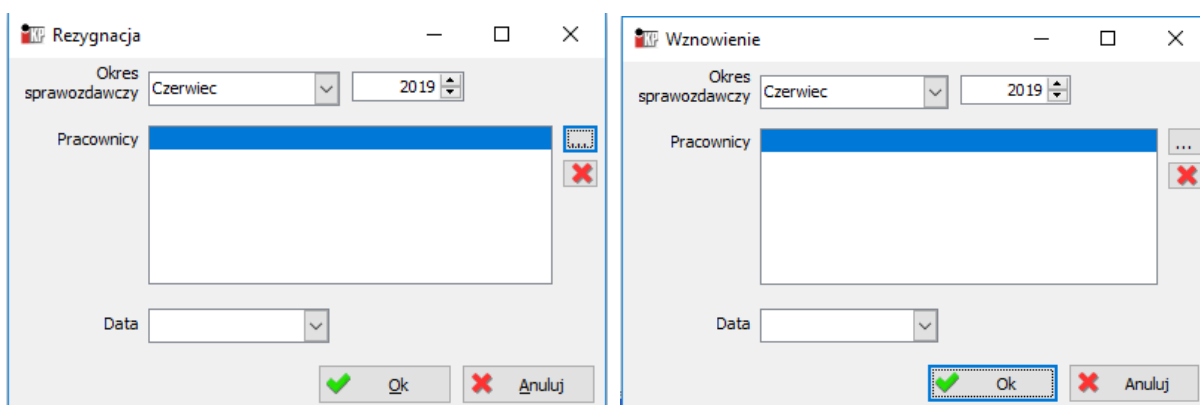 Rezygnacja
Okres
sprawozdawczy
Czerwiec
2019
Pracownicy
...
Data
Ok
Anuluj
Wznowienie
Okres
sprawozdawczy
Czerwiec
2019
Pracownicy
...
Data
Ok
Anuluj